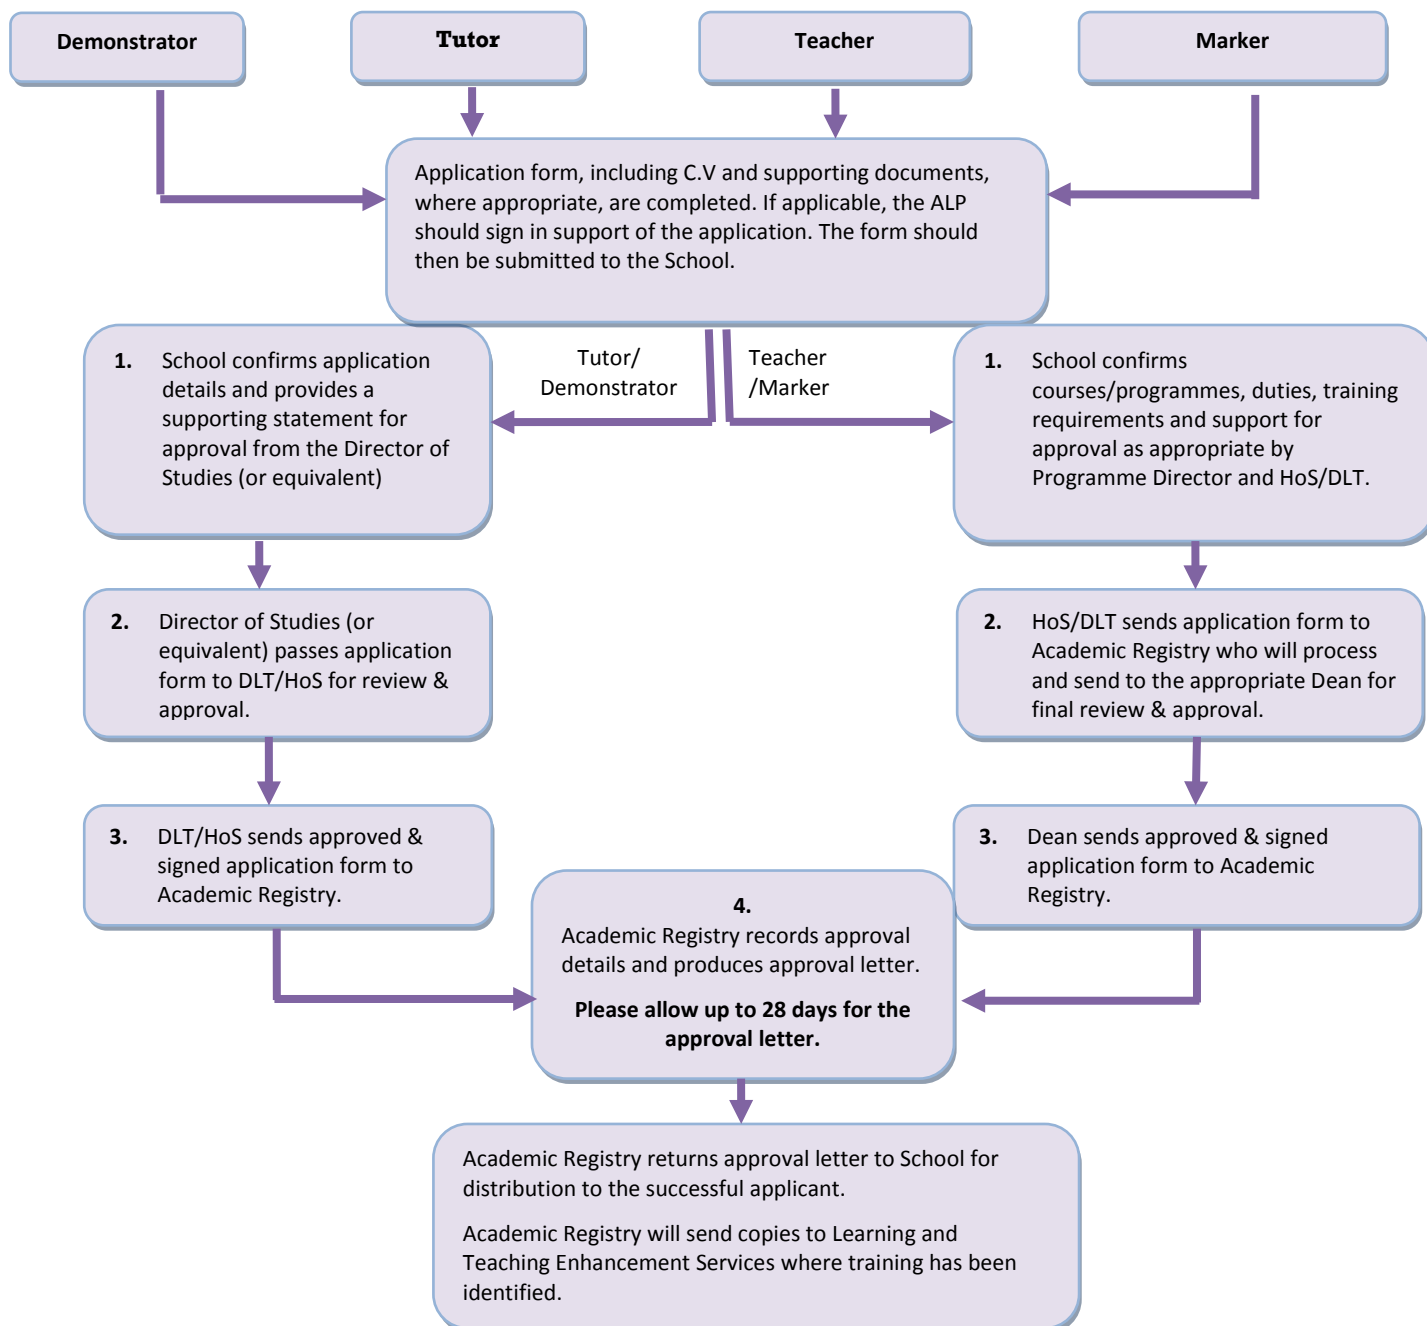 Demonstrator
Tutor
Teacher
Marker
Application form, including C.V and supporting documents,
where appropriate, are completed. If applicable, the ALP
should sign in support of the application. The form should
then be submitted to the School.
Tutor/
Demonstrator
Teacher
/Marker
1. School confirms application
details and provides a
supporting statement for
approval from the Director of
Studies (or equivalent)
1. School confirms
courses/programmes, duties, training
requirements and support for
approval as appropriate by
Programme Director and HoS/DLT.
2. Director of Studies (or
equivalent) passes application
form to DLT/HoS for review &
approval.
2. HoS/DLT sends application form to
Academic Registry who will process
and send to the appropriate Dean for
final review & approval.
3. DLT/HoS sends approved &
signed application form to
Academic Registry.
3. Dean sends approved & signed
application form to Academic
Registry.
4.
Academic Registry records approval
details and produces approval letter.
Please allow up to 28 days for the
approval letter.
Academic Registry returns approval letter to School for
distribution to the successful applicant.
Academic Registry will send copies to Learning and
Teaching Enhancement Services where training has been
identified.